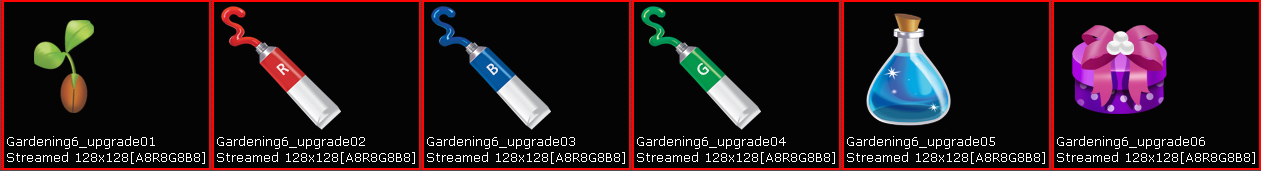 R
B
G
Gardening6_upgrade01
Streamed 128x128[A8R8G8B8]
Gardening6_upgrade02
Streamed 128x128[A8R8G8B8]
Gardening6_upgrade03
Streamed 128x128[A8R8G8B8]
Gardening6_upgrade04
Streamed 128x128[A8R8G8B8]
Gardening6_upgrade05
Streamed 128x128[A8R8G8B8]
Gardening6_upgrade06
Streamed 128x128[A8R8G8B8]